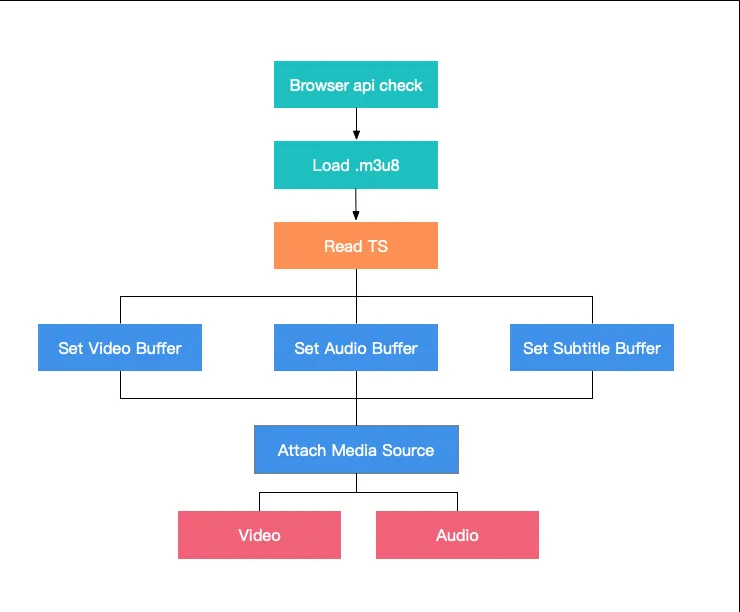 Browser api check
Load .m3u8
Read TS
Set Video Buffer
Set Audio Buffer
Set Subtitle Buffer
Attach Media Source
Video
Audio